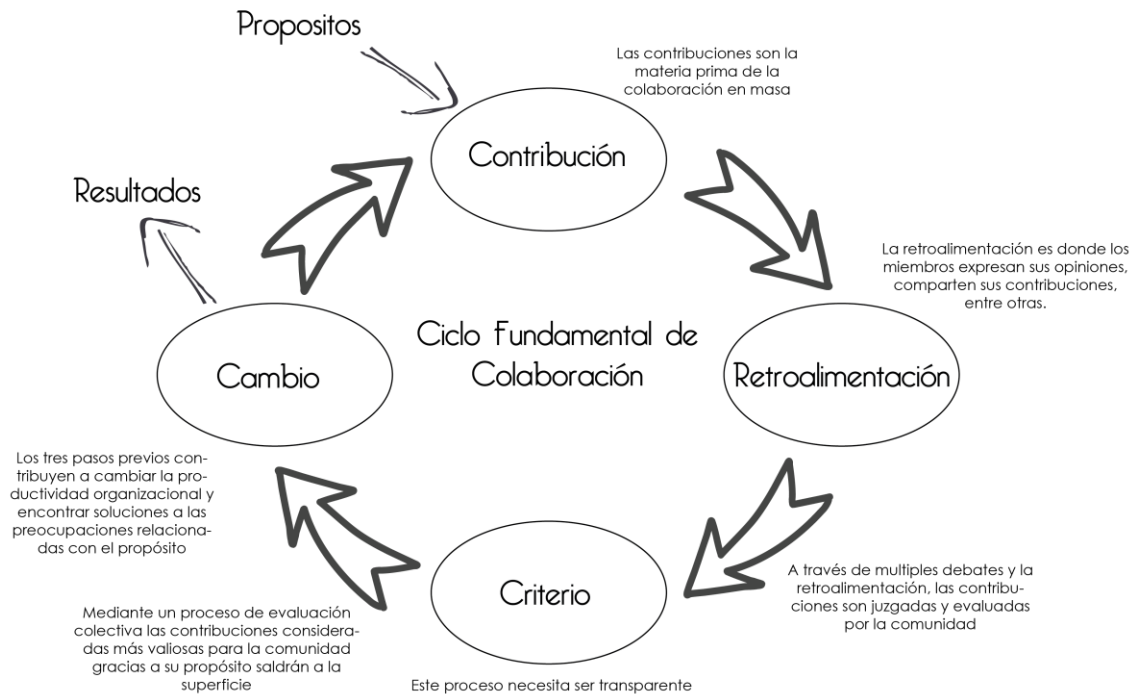 Propositos
Las contribuciones son la
materia prima de la
colaboración en masa
Contribución
Resultados
La retroalimentación es donde los
miembros expresan sus opiniones,
comparten sus contribuciones,
entre otras.
Ciclo Fundamental de
Colaboración
Cambio
Retroalimentación
Los tres pasos previos con-
tribuyen a cambiar la pro-
ductividad organizacional y
encontrar soluciones a las
preocupaciones relaciona-
das con el propósito
Criterio
A través de multiples debates y la
retroalimentación, las contribu-
ciones son juzgadas y evaluadas
por la comunidad
Mediante un proceso de evaluación
colectiva las contribuciones considera-
das más valiosas para la comunidad
gracias a su propósito saldrán a la
superficie
Este proceso necesita ser transparente